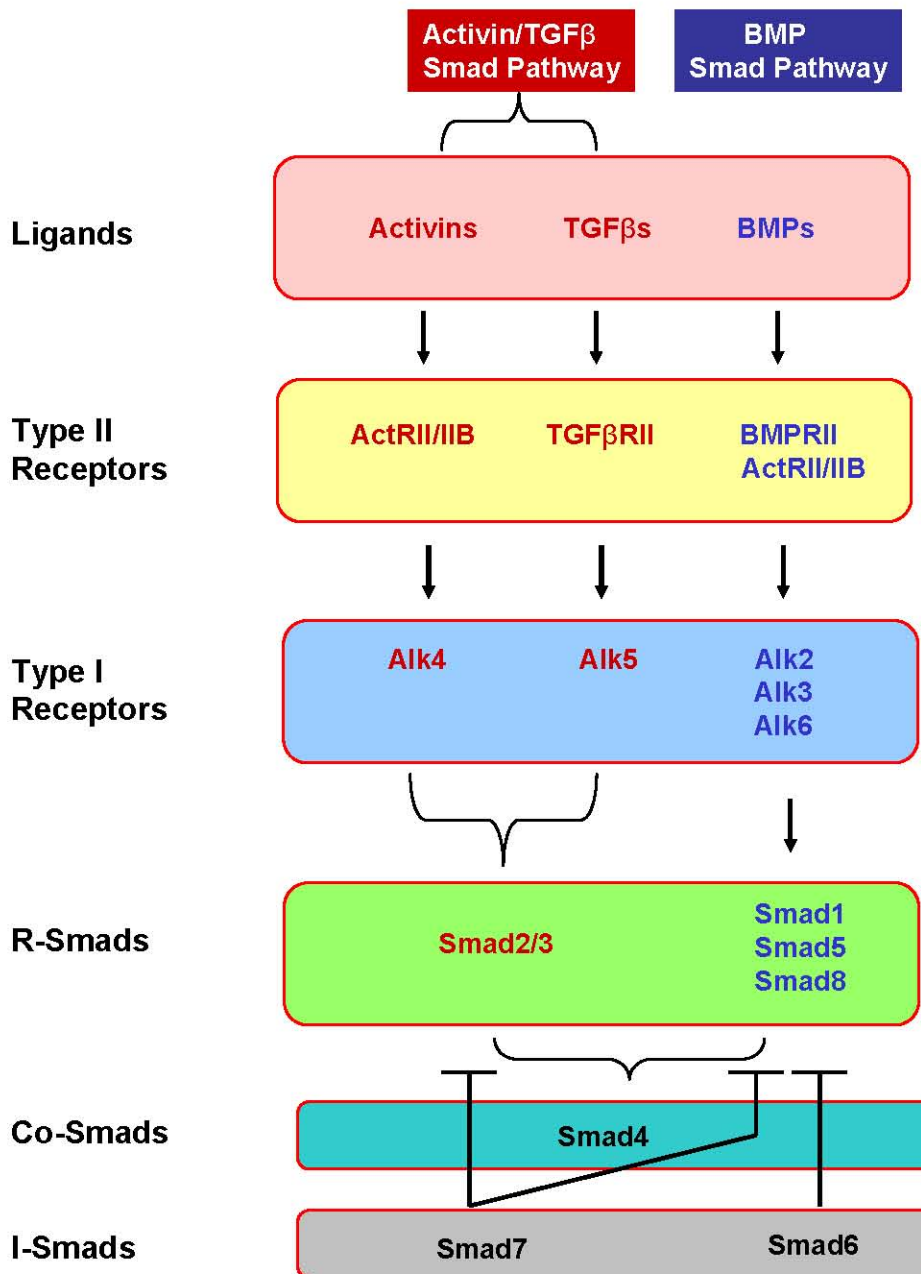 Activin/TGFβ
Smad Pathway
BMP
Smad Pathway
Ligands
Activins
TGFβs
BMPs
Type II
Receptors
ActRII/IIB
TGFβRII
BMPRII
ActRII/IIB
Type I
Receptors
Alk4
Alk5
Alk2
Alk3
Alk6
R-Smads
Smad2/3
Smad1
Smad5
Smad8
Co-Smads
Smad4
I-Smads
Smad7
Smad6